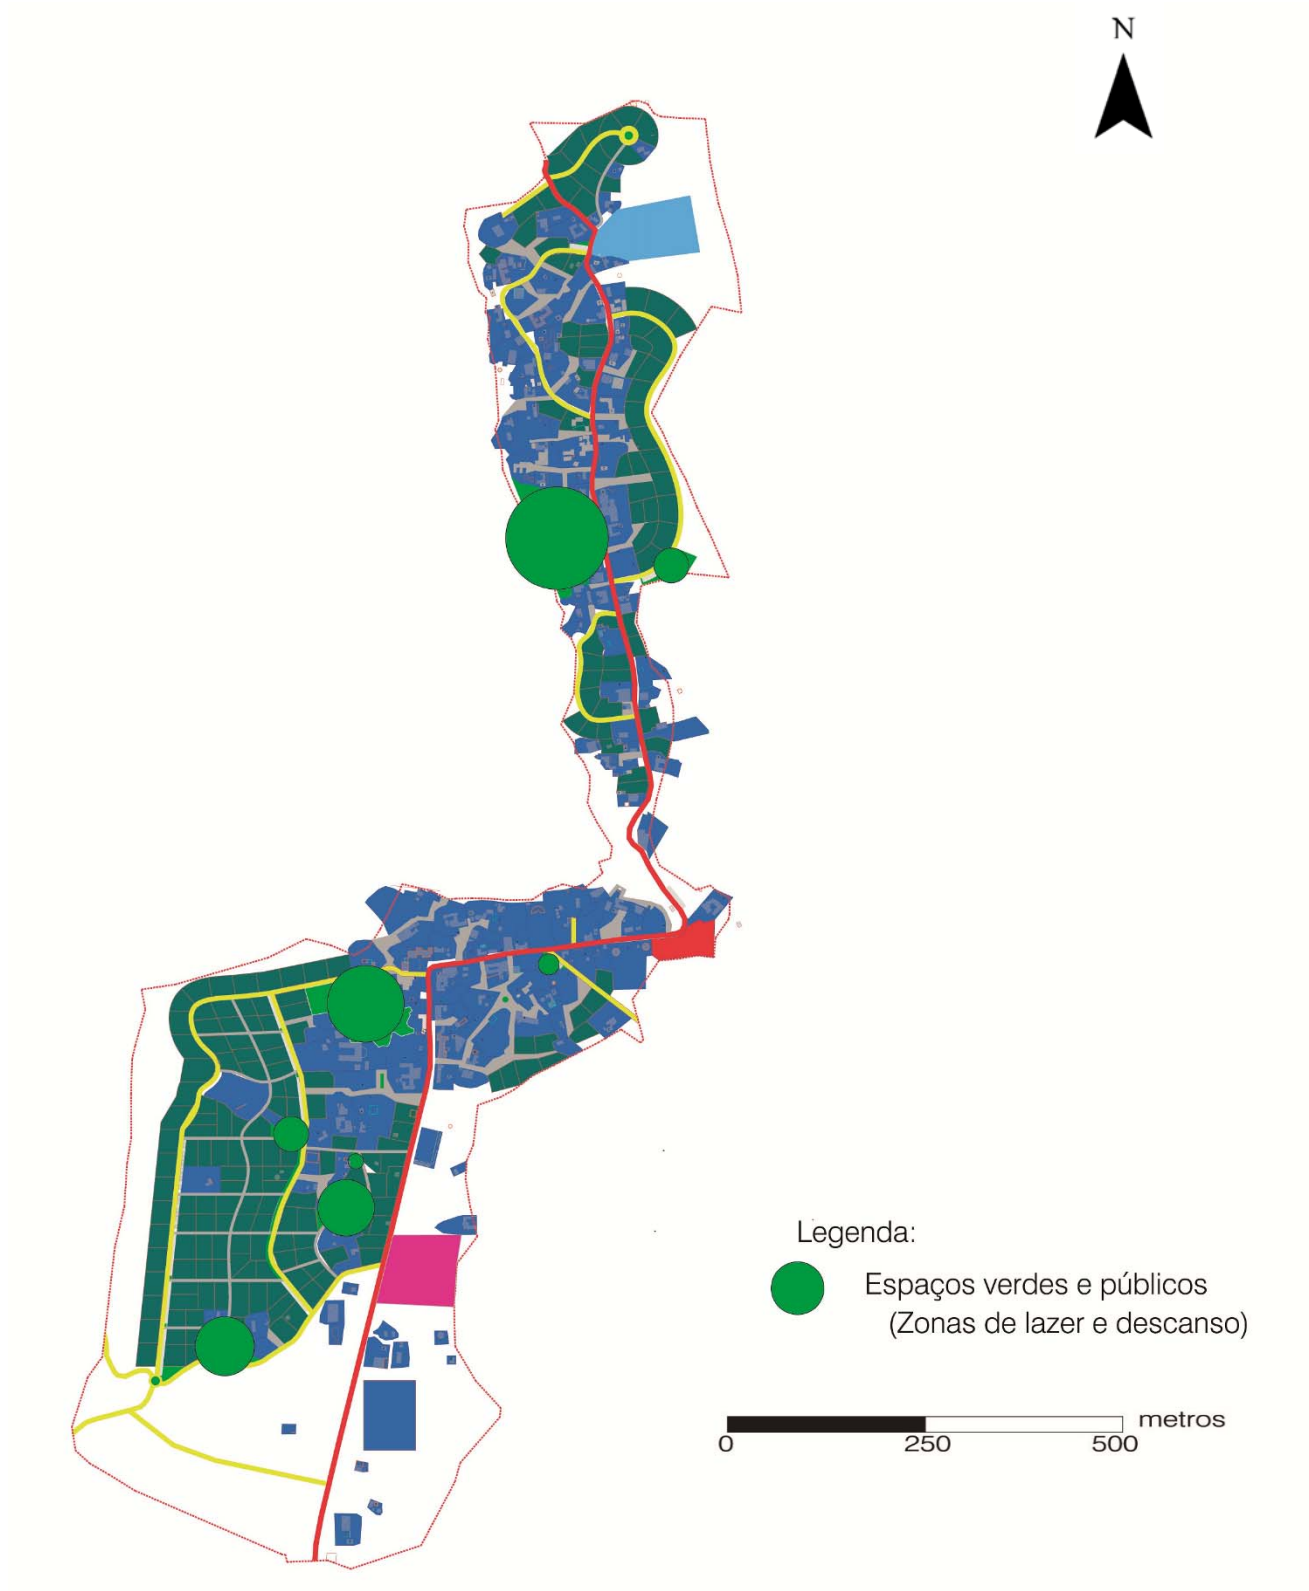 N
Legenda:
Espaços verdes e públicos
(Zonas de lazer e descanso)
metros
0 250 500